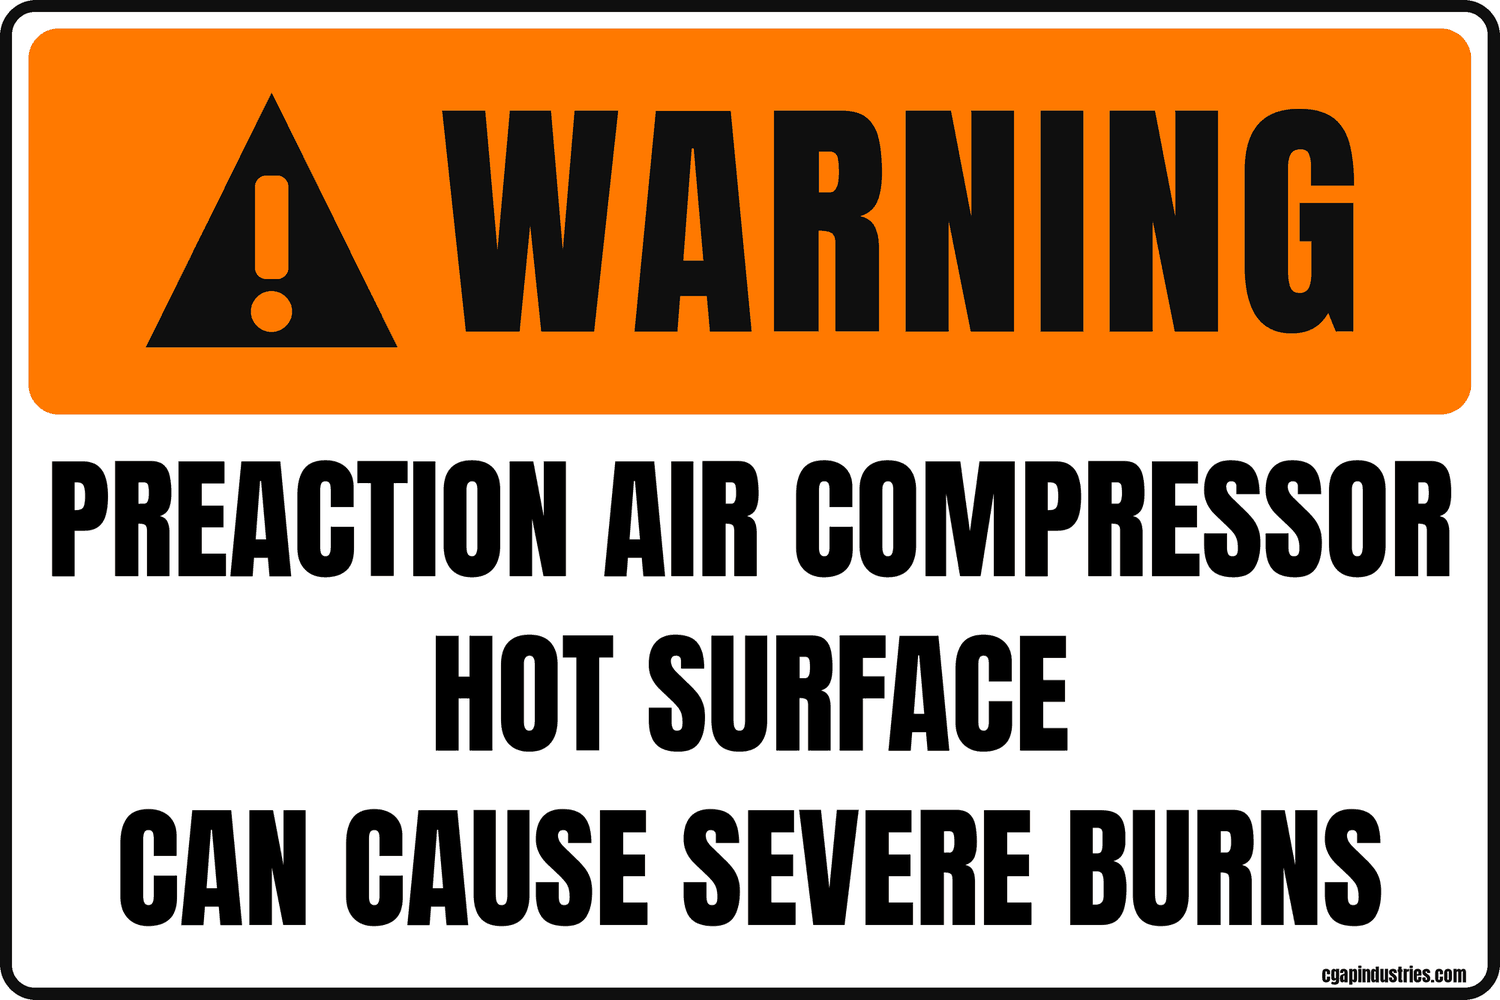 WARNING
PREACTION AIR COMPRESSOR
HOT SURFACE
CAN CAUSE SEVERE BURNS
cgapindustries.com